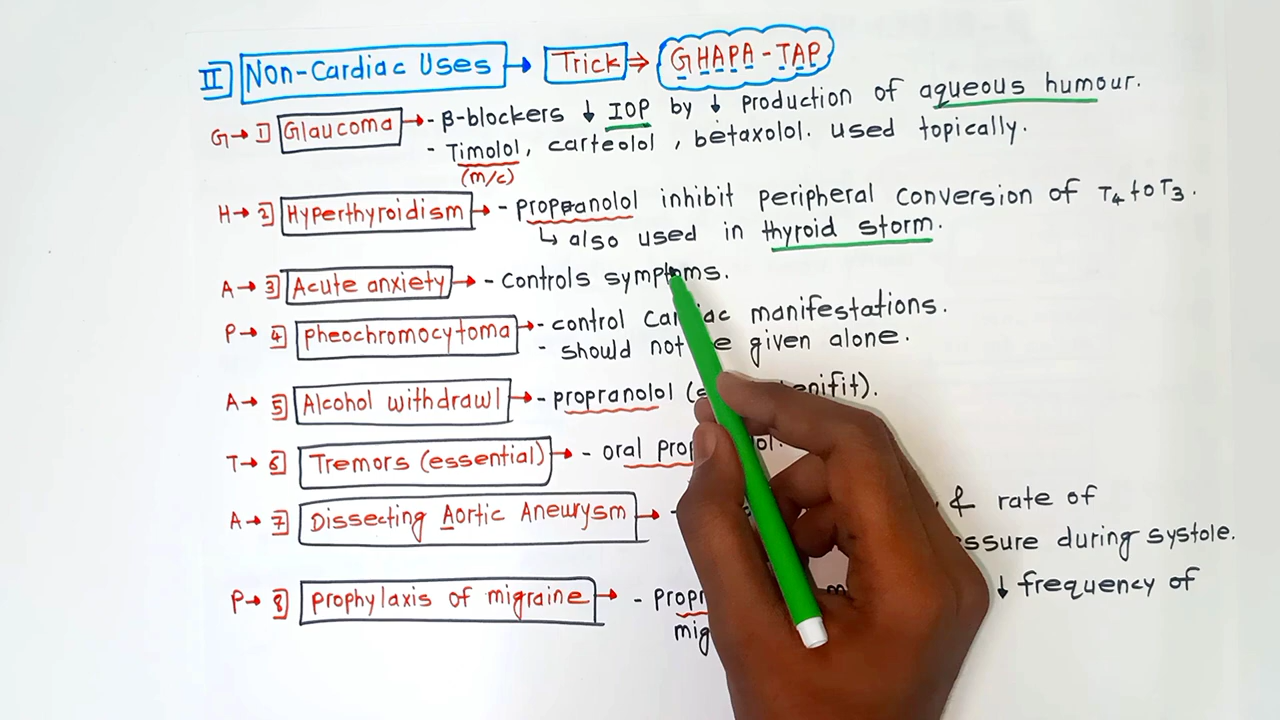 II Non-Cardiac Uses → Trick ⇒ GHAPA-TAP
G→ 1 Glaucoma → - β-blockers ↓ IOP by ↓ production of aqueous humour.
- Timolol, carteolol, betaxolol. used topically.
(m/c)
H→ 2 Hyperthyroidism → - propranolol inhibit peripheral conversion of T4 to T3.
↳ also used in thyroid storm.
A→ 3 Acute anxiety → - controls symptoms.
P→ 4 pheochromocytoma → - control manifestations.
- should not given alone.
A→ 5 Alcohol withdrawl → - propranolol
T→ 6 Tremors (essential) → - oral
A→ 7 Dissecting Aortic Aneurysm → - & rate of
during systole.
P→ 8 prophylaxis of migraine → - ↓ frequency of